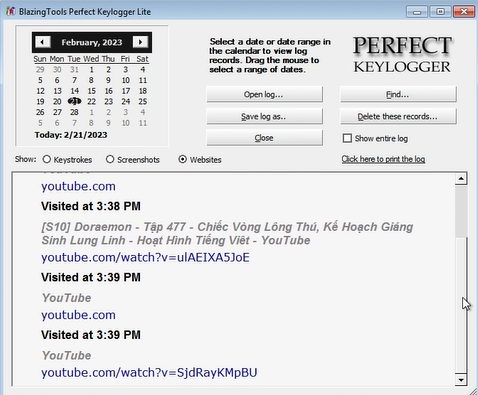 BlazingTools Perfect Keylogger Lite
February, 2023
Sun Mon Tue Wed Thu Fri Sat
29 30 31 1 2 3 4
5 6 7 8 9 10 11
12 13 14 15 16 17 18
19 20 21 22 23 24 25
26 27 28 1 2 3 4
5 6 7 8 9 10 11
Today: 2/21/2023
Select a date or date range in
the calendar to view log
records. Drag the mouse to
select a range of dates.
PERFECT
KEYLOGGER
Open log...
Find...
Save log as..
Delete these records...
Close
Show entire log
Show:
Keystrokes
Screenshots
Websites
Click here to print the log
YouTube
youtube.com
Visited at 3:38 PM
[S10] Doraemon - Tập 477 - Chiếc Vòng Lông Thú, Kế Hoạch Giáng
Sinh Lung Linh - Hoạt Hình Tiếng Việt - YouTube
youtube.com/watch?v=ulAEIXA5JoE
Visited at 3:39 PM
YouTube
youtube.com
Visited at 3:39 PM
YouTube
youtube.com/watch?v=SjdRayKMpBU